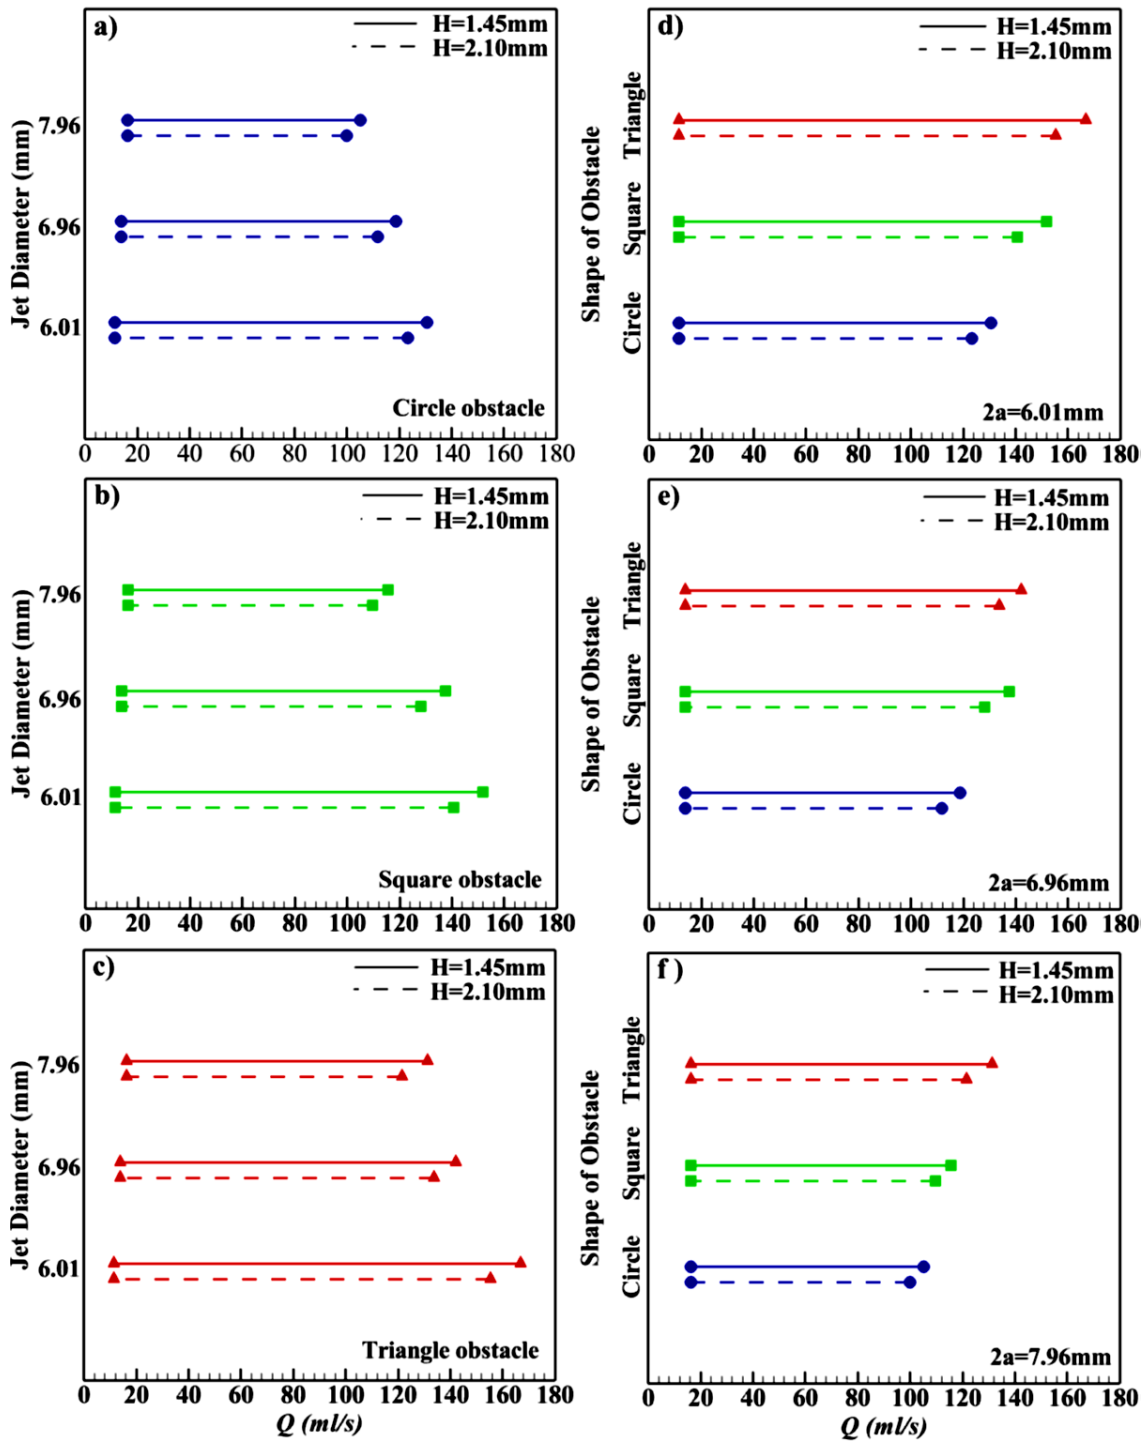 a)
H=1.45mm
H=2.10mm
Jet Diameter (mm)
7.96
6.96
6.01
Circle obstacle
0 20 40 60 80 100 120 140 160 180
d)
H=1.45mm
H=2.10mm
Shape of Obstacle
Triangle
Square
Circle
2a=6.01mm
0 20 40 60 80 100 120 140 160 180
b)
H=1.45mm
H=2.10mm
Jet Diameter (mm)
7.96
6.96
6.01
Square obstacle
0 20 40 60 80 100 120 140 160 180
e)
H=1.45mm
H=2.10mm
Shape of Obstacle
Triangle
Square
Circle
2a=6.96mm
0 20 40 60 80 100 120 140 160 180
c)
H=1.45mm
H=2.10mm
Jet Diameter (mm)
7.96
6.96
6.01
Triangle obstacle
0 20 40 60 80 100 120 140 160 180
Q (ml/s)
f )
H=1.45mm
H=2.10mm
Shape of Obstacle
Triangle
Square
Circle
2a=7.96mm
0 20 40 60 80 100 120 140 160 180
Q (ml/s)